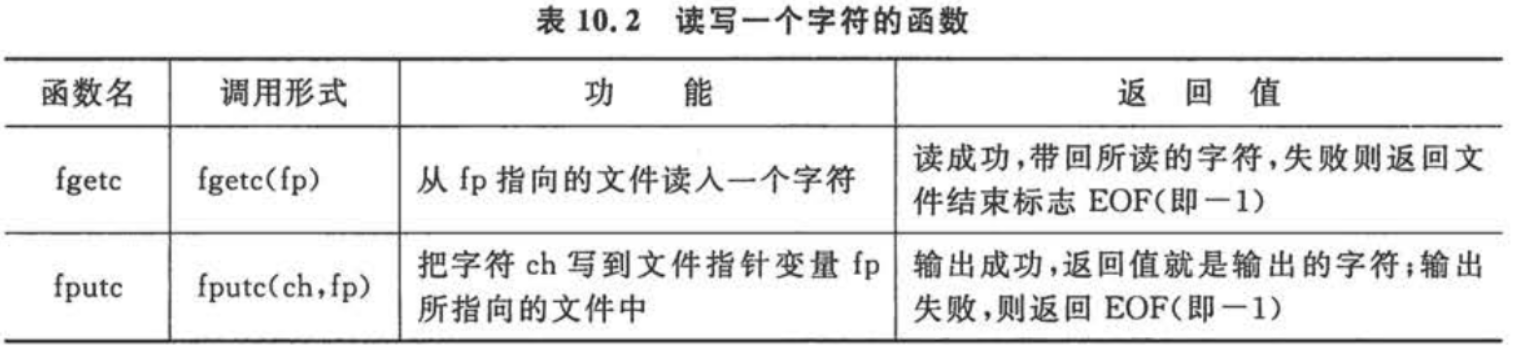 表 10.2 读写一个字符的函数
函数名 调用形式 功 能 返 回 值
fgetc fgetc(fp) 从 fp 指向的文件读入一个字符 读成功,带回所读的字符,失败则返回文
件结束标志 EOF(即-1)
fputc fputc(ch,fp) 把字符 ch 写到文件指针变量 fp
所指向的文件中 输出成功,返回值就是输出的字符;输出
失败,则返回 EOF(即-1)